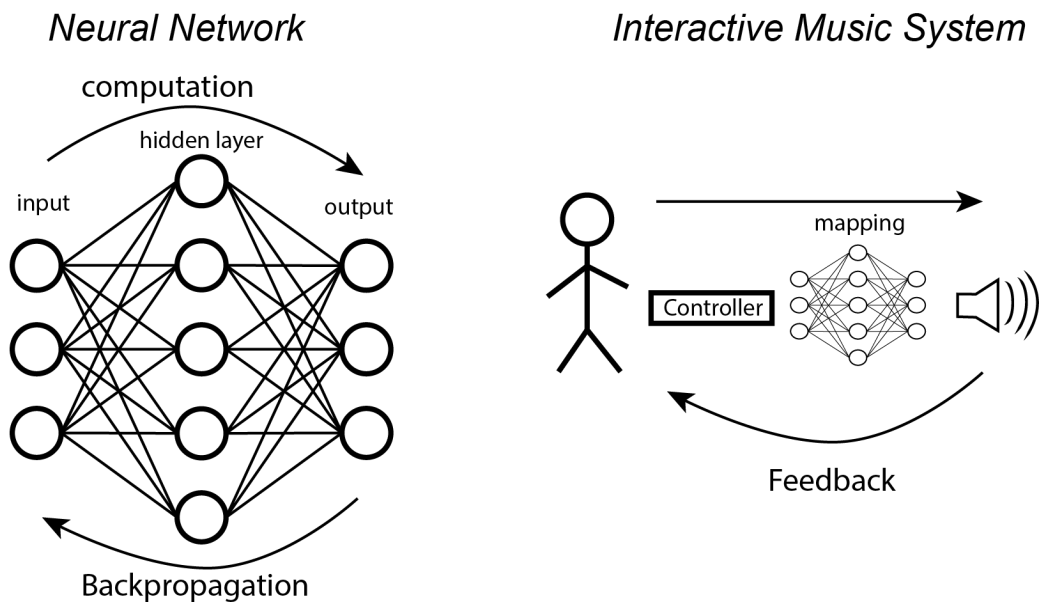 Neural Network
computation
hidden layer
input
output
Backpropagation
Interactive Music System
mapping
Controller
Feedback